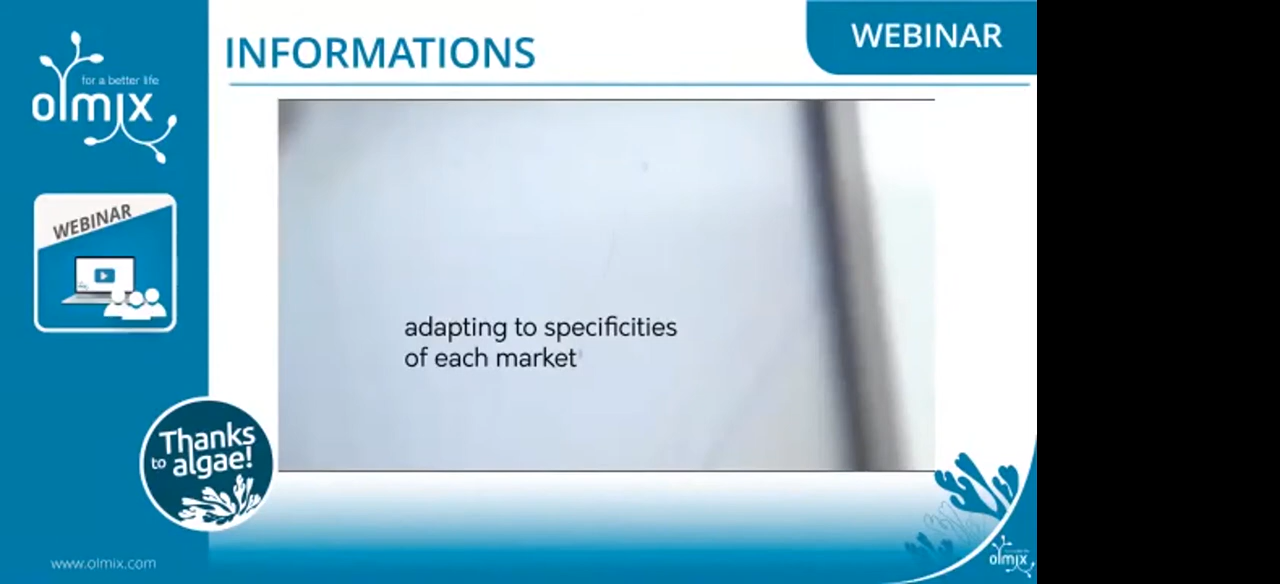 for a better life
olmix
INFORMATIONS
WEBINAR
WEBINAR
adapting to specificities
of each market
Thanks
to algae!
www.olmix.com
olmix